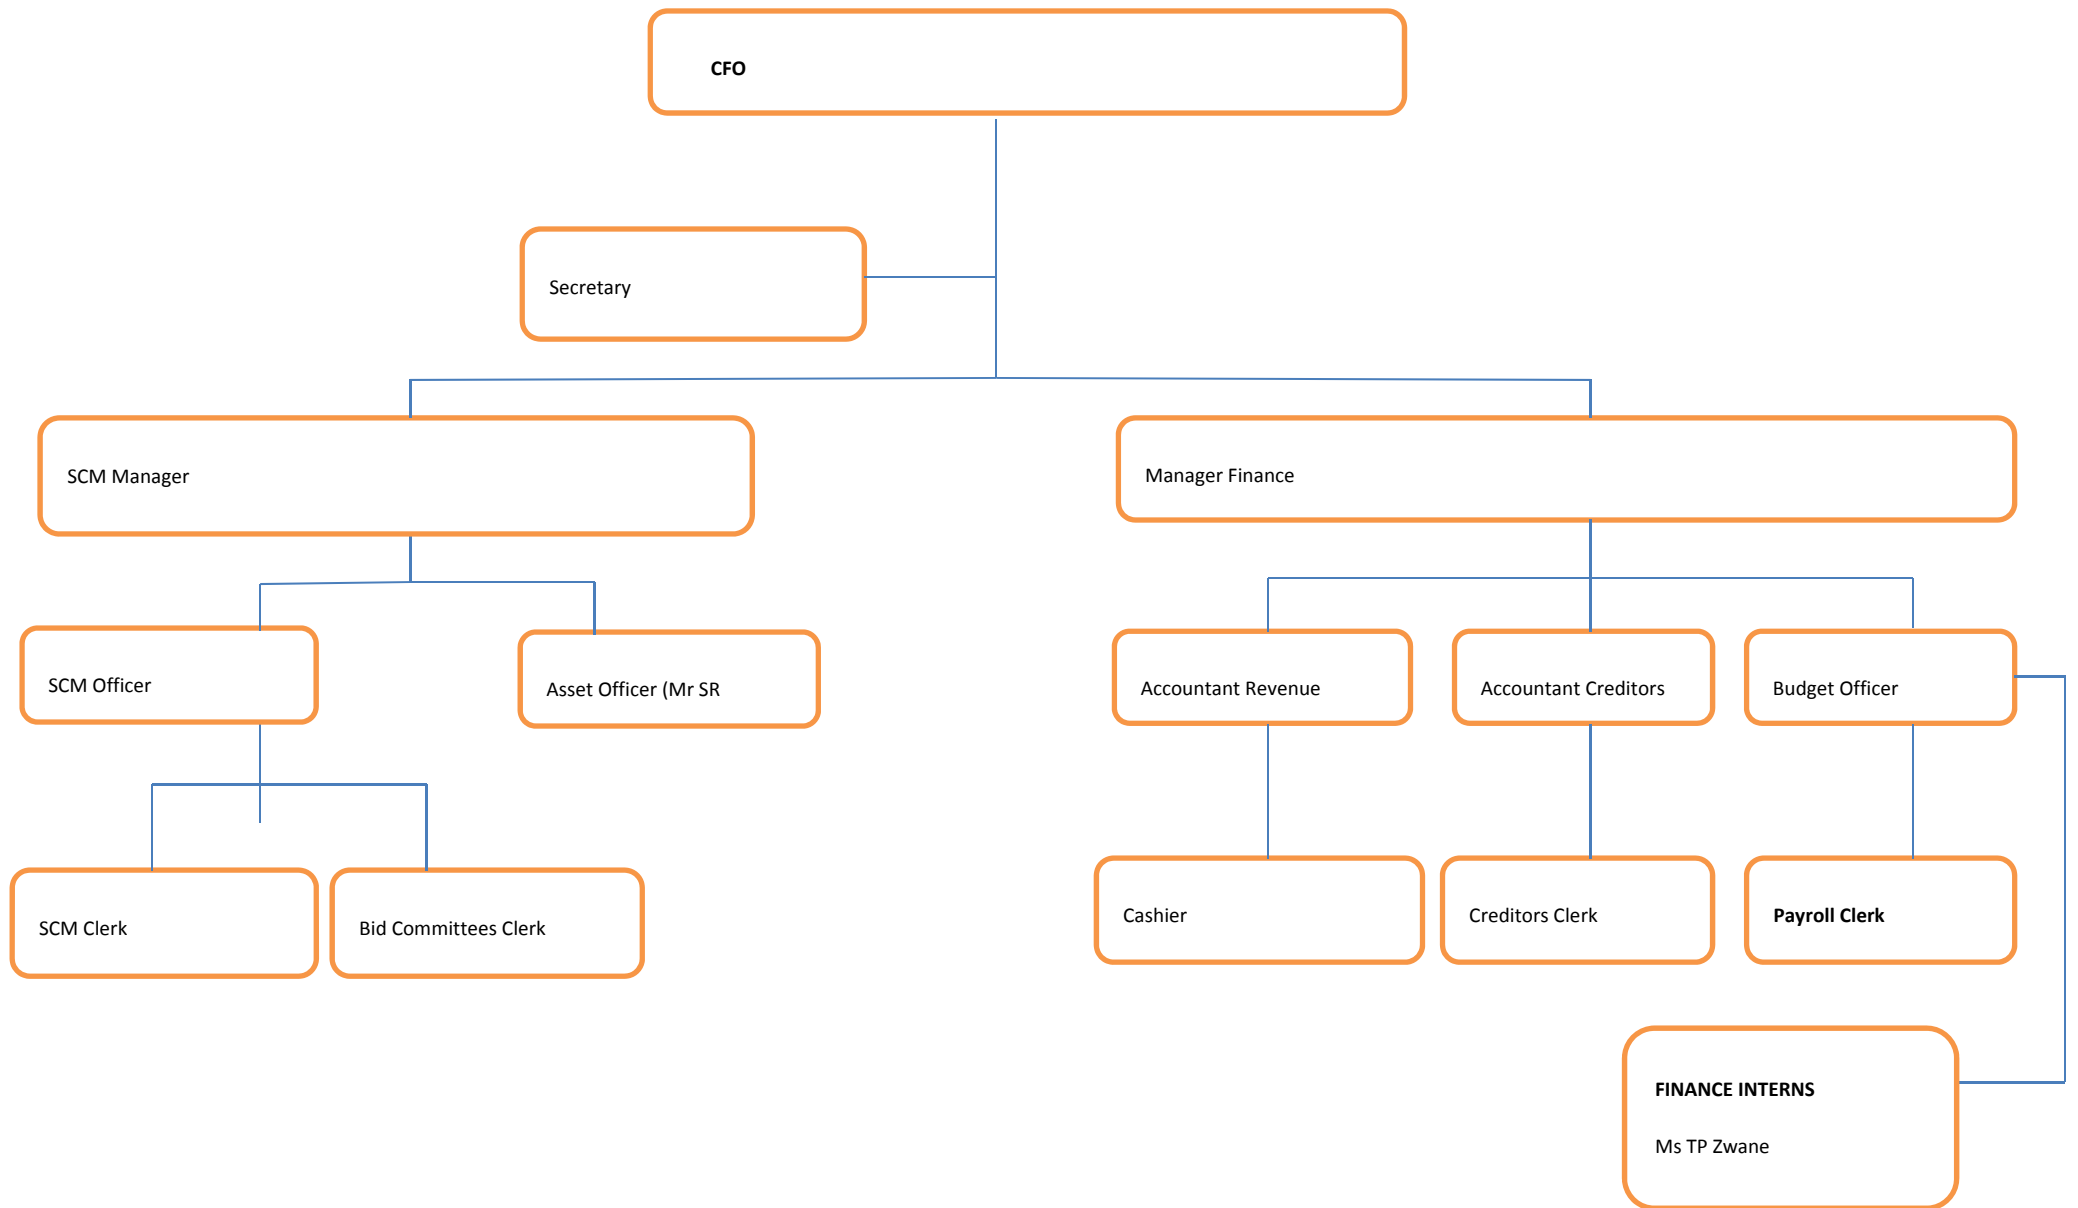 CFO
Secretary
SCM Manager
Manager Finance
SCM Officer
Asset Officer (Mr SR
Accountant Revenue
Accountant Creditors
Budget Officer
SCM Clerk
Bid Committees Clerk
Cashier
Creditors Clerk
Payroll Clerk
FINANCE INTERNS
Ms TP Zwane